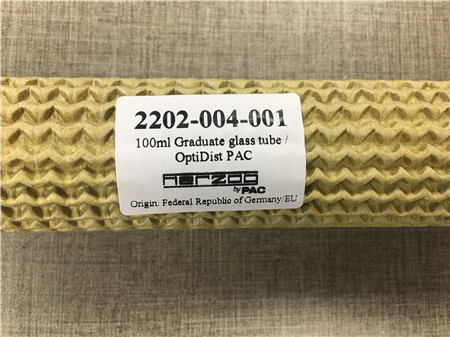 2202-004-001
100ml Graduate glass tube /
OptiDist PAC
HERZOG
by PAC
Origin: Federal Republic of Germany/EU